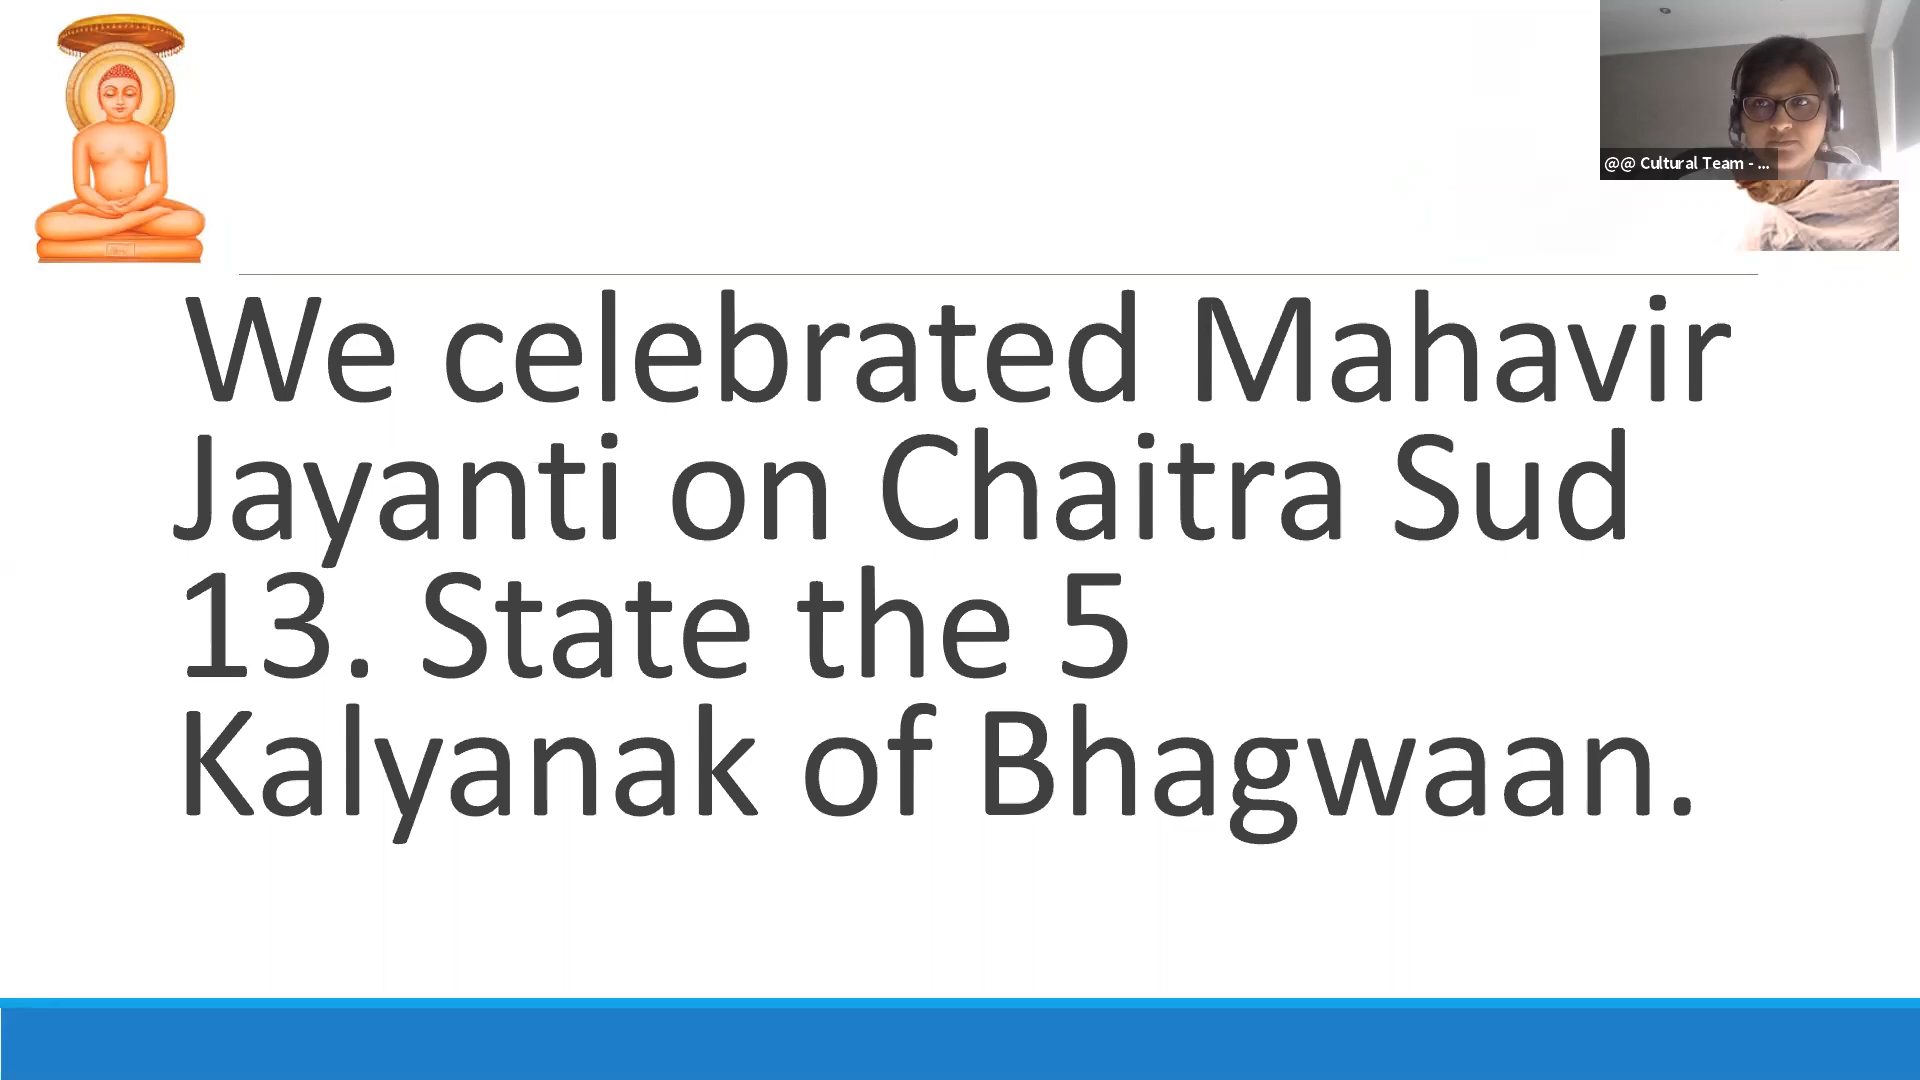 @@ Cultural Team - ...
We celebrated Mahavir
Jayanti on Chaitra Sud
13. State the 5
Kalyanak of Bhagwaan.